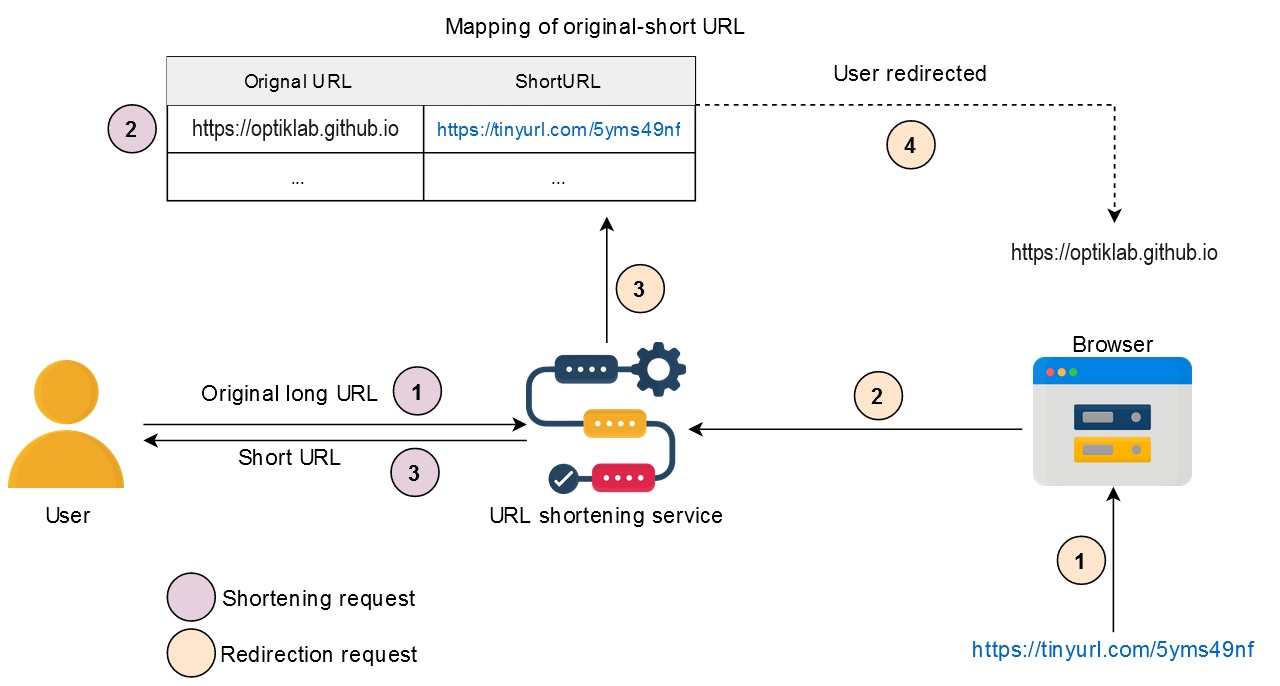 Mapping of original-short URL
Orignal URL ShortURL
2 https://optiklab.github.io https://tinyurl.com/5yms49nf
... ...
User redirected
4
https://optiklab.github.io
3
Original long URL 1
Short URL
3
User
URL shortening service
2
Browser
1
https://tinyurl.com/5yms49nf
Shortening request
Redirection request